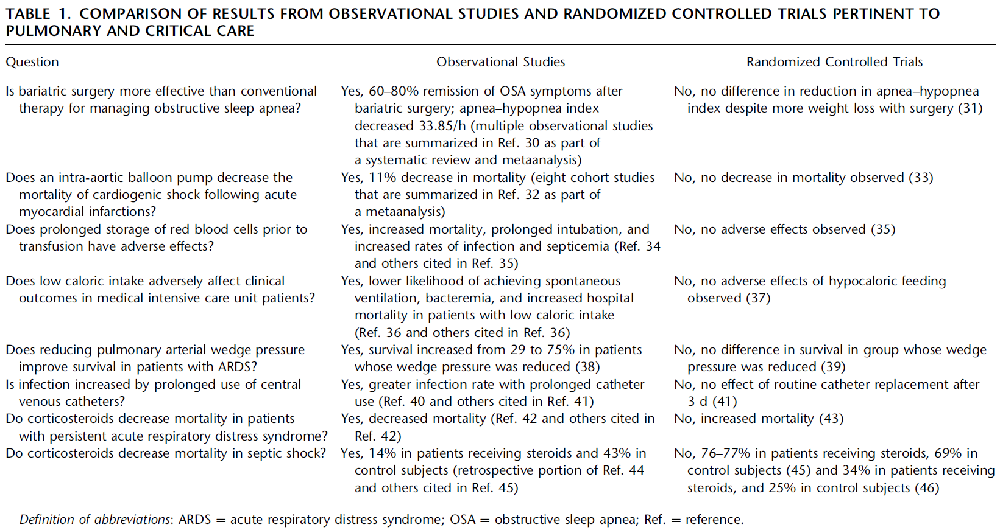 TABLE 1. COMPARISON OF RESULTS FROM OBSERVATIONAL STUDIES AND RANDOMIZED CONTROLLED TRIALS PERTINENT TO
PULMONARY AND CRITICAL CARE
Question
Observational Studies
Randomized Controlled Trials
Is bariatric surgery more effective than conventional
therapy for managing obstructive sleep apnea?
Yes, 60–80% remission of OSA symptoms after
bariatric surgery; apnea–hypopnea index
decreased 33.85/h (multiple observational studies
that are summarized in Ref. 30 as part of
a systematic review and metaanalysis)
No, no difference in reduction in apnea–hypopnea
index despite more weight loss with surgery (31)
Does an intra-aortic balloon pump decrease the
mortality of cardiogenic shock following acute
myocardial infarctions?
Yes, 11% decrease in mortality (eight cohort studies
that are summarized in Ref. 32 as part of
a metaanalysis)
No, no decrease in mortality observed (33)
Does prolonged storage of red blood cells prior to
transfusion have adverse effects?
Yes, increased mortality, prolonged intubation, and
increased rates of infection and septicemia (Ref. 34
and others cited in Ref. 35)
No, no adverse effects observed (35)
Does low caloric intake adversely affect clinical
outcomes in medical intensive care unit patients?
Yes, lower likelihood of achieving spontaneous
ventilation, bacteremia, and increased hospital
mortality in patients with low caloric intake
(Ref. 36 and others cited in Ref. 36)
No, no adverse effects of hypocaloric feeding
observed (37)
Does reducing pulmonary arterial wedge pressure
improve survival in patients with ARDS?
Yes, survival increased from 29 to 75% in patients
whose wedge pressure was reduced (38)
No, no difference in survival in group whose wedge
pressure was reduced (39)
Is infection increased by prolonged use of central
venous catheters?
Yes, greater infection rate with prolonged catheter
use (Ref. 40 and others cited in Ref. 41)
No, no effect of routine catheter replacement after
3 d (41)
Do corticosteroids decrease mortality in patients
with persistent acute respiratory distress syndrome?
Yes, decreased mortality (Ref. 42 and others cited in
Ref. 42)
No, increased mortality (43)
Do corticosteroids decrease mortality in septic shock?
Yes, 14% in patients receiving steroids and 43% in
control subjects (retrospective portion of Ref. 44
and others cited in Ref. 45)
No, 76–77% in patients receiving steroids, 69% in
control subjects (45) and 34% in patients receiving
steroids, and 25% in control subjects (46)
Definition of abbreviations: ARDS = acute respiratory distress syndrome; OSA = obstructive sleep apnea; Ref. = reference.